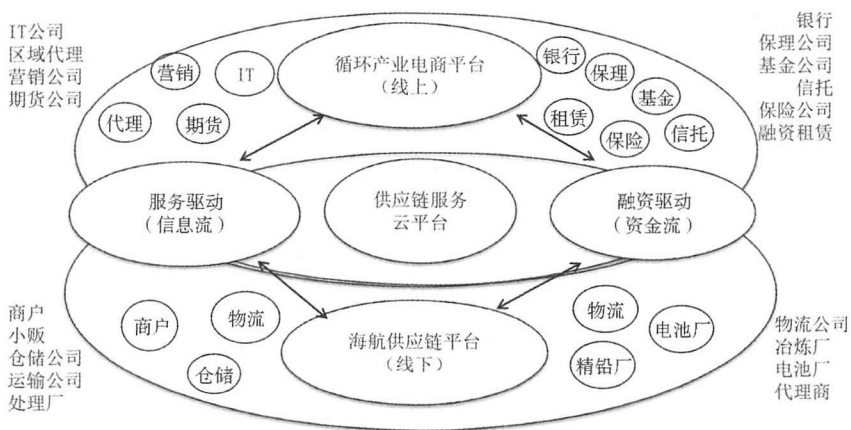 IT公司
区域代理
营销公司
期货公司
营销
IT
代理
期货
循环产业电商平台
（线上）
银行
保理
基金
租赁
保险
信托
银行
保理公司
基金公司
信托
保险公司
融资租赁
服务驱动
（信息流）
供应链服务
云平台
融资驱动
（资金流）
商户
小贩
仓储公司
运输公司
处理厂
商户
物流
仓储
海航供应链平台
（线下）
物流
电池厂
精铅厂
物流公司
冶炼厂
电池厂
代理商